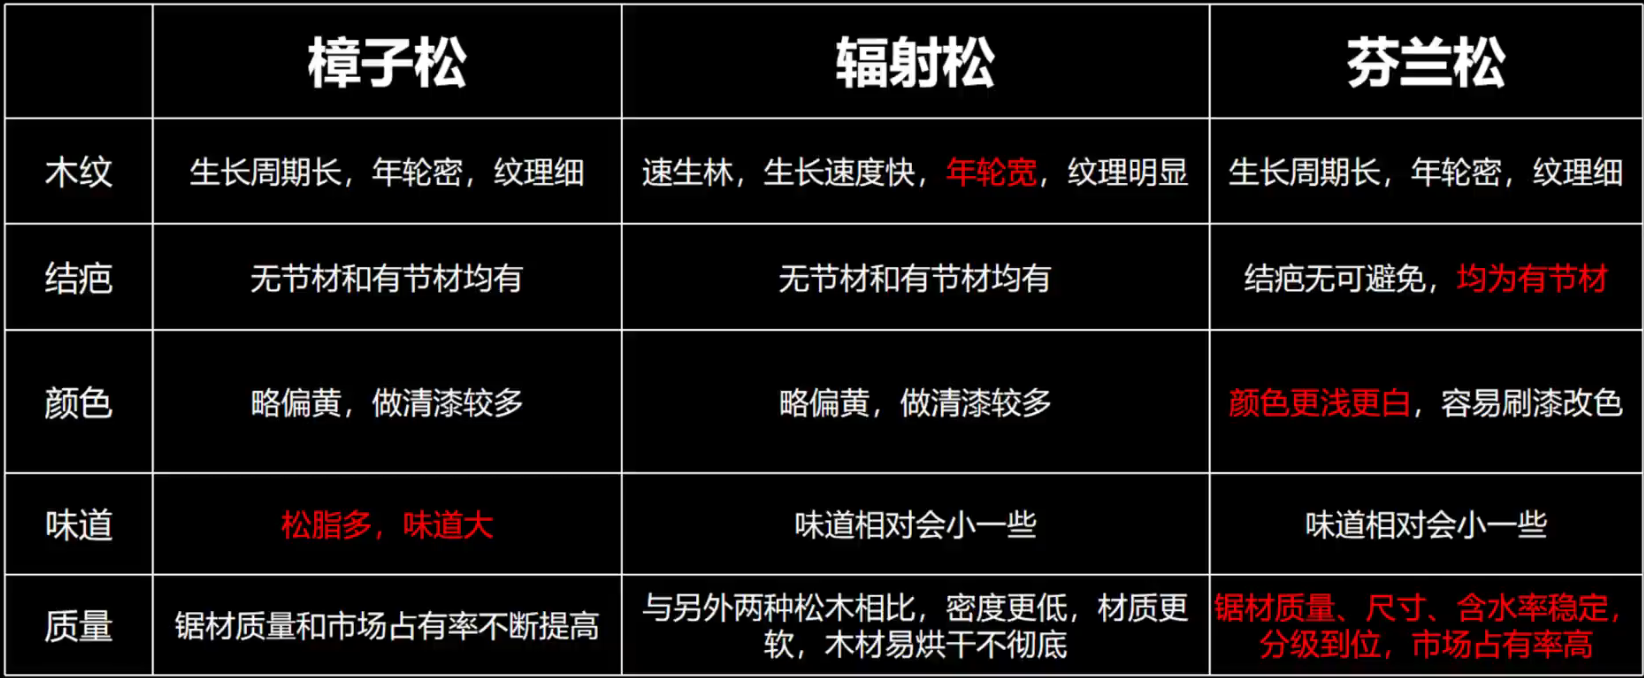 樟子松 辐射松 芬兰松
木纹 生长周期长，年轮密，纹理细 速生林，生长速度快，年轮宽，纹理明显 生长周期长，年轮密，纹理细
结疤 无节材和有节材均有 无节材和有节材均有 结疤无可避免，均为有节材
颜色 略偏黄，做清漆较多 略偏黄，做清漆较多 颜色更浅更白，容易刷漆改色
味道 松脂多，味道大 味道相对会小一些 味道相对会小一些
质量 锯材质量和市场占有率不断提高 与另外两种松木相比，密度更低，材质更
软，木材易烘干不彻底 锯材质量、尺寸、含水率稳定，
分级到位，市场占有率高